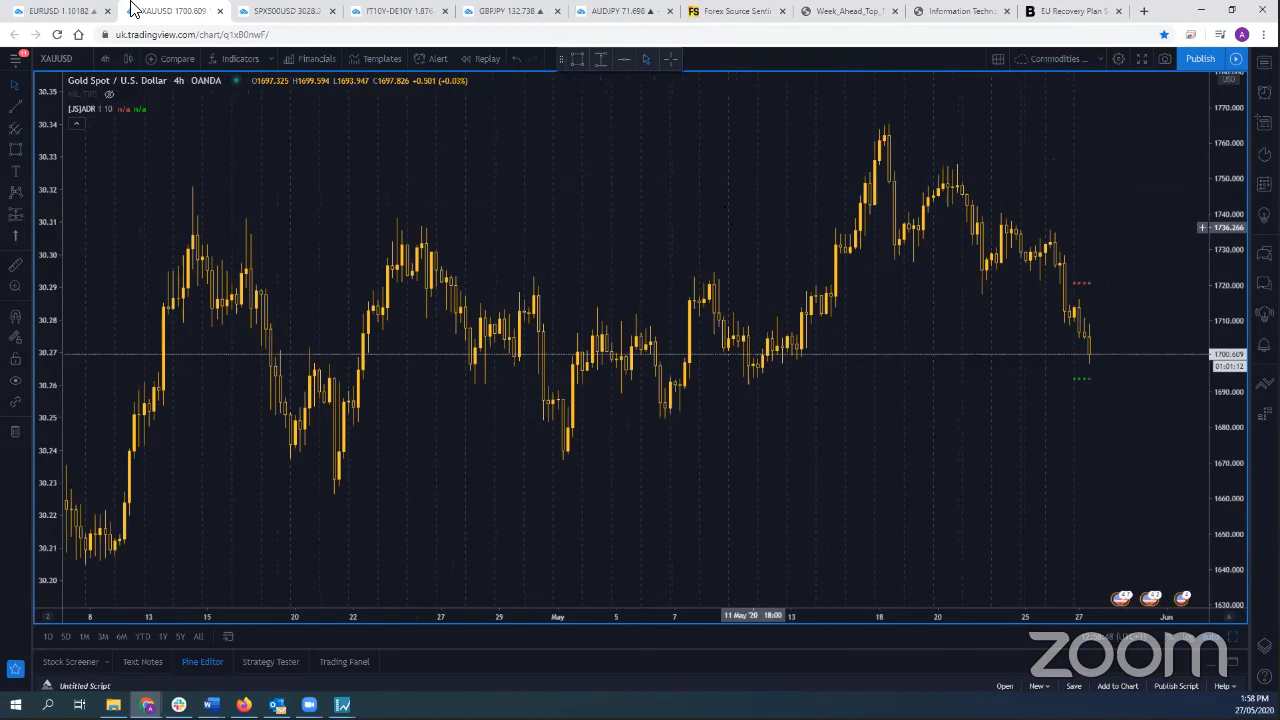 EURUSD 1.10182
XAUUSD 1700.609
SPX500USD 3028.2
IT10Y-DE10Y 1.876
GBPJPY 132.738
AUDJPY 71.698
Forex Source Senti
Week_Ahead_Top_1
Information Techno
EU Recovery Plan S
uk.tradingview.com/chart/q1xB0nwF/
11 XAUUSD 4h Compare Indicators Financials Templates Alert Replay Commodities ... Publish
Gold Spot / U.S. Dollar 4h OANDA O1697.325 H1699.594 L1693.947 C1697.826 +0.501 (+0.03%)
[JS]ADR 1 10 n/a n/a
USD
30.35
30.34
30.33
30.32
30.31
30.30
30.29
30.28
30.27
30.26
30.25
30.24
30.23
30.22
30.21
30.20
1770.000
1760.000
1750.000
1740.000
1736.266
1730.000
1720.000
1710.000
1700.609
01:01:12
1690.000
1680.000
1670.000
1660.000
1650.000
1640.000
1630.000
Z 8 13 15 20 22 27 29 May 5 7 11 May '20 18:00 13 18 20 25 27 Jun
1D 5D 1M 3M 6M YTD 1Y 5Y All
zoom
Stock Screener Text Notes Pine Editor Strategy Tester Trading Panel
Untitled Script Open New Save Add to Chart Publish Script Help
1:58 PM
27/05/2020